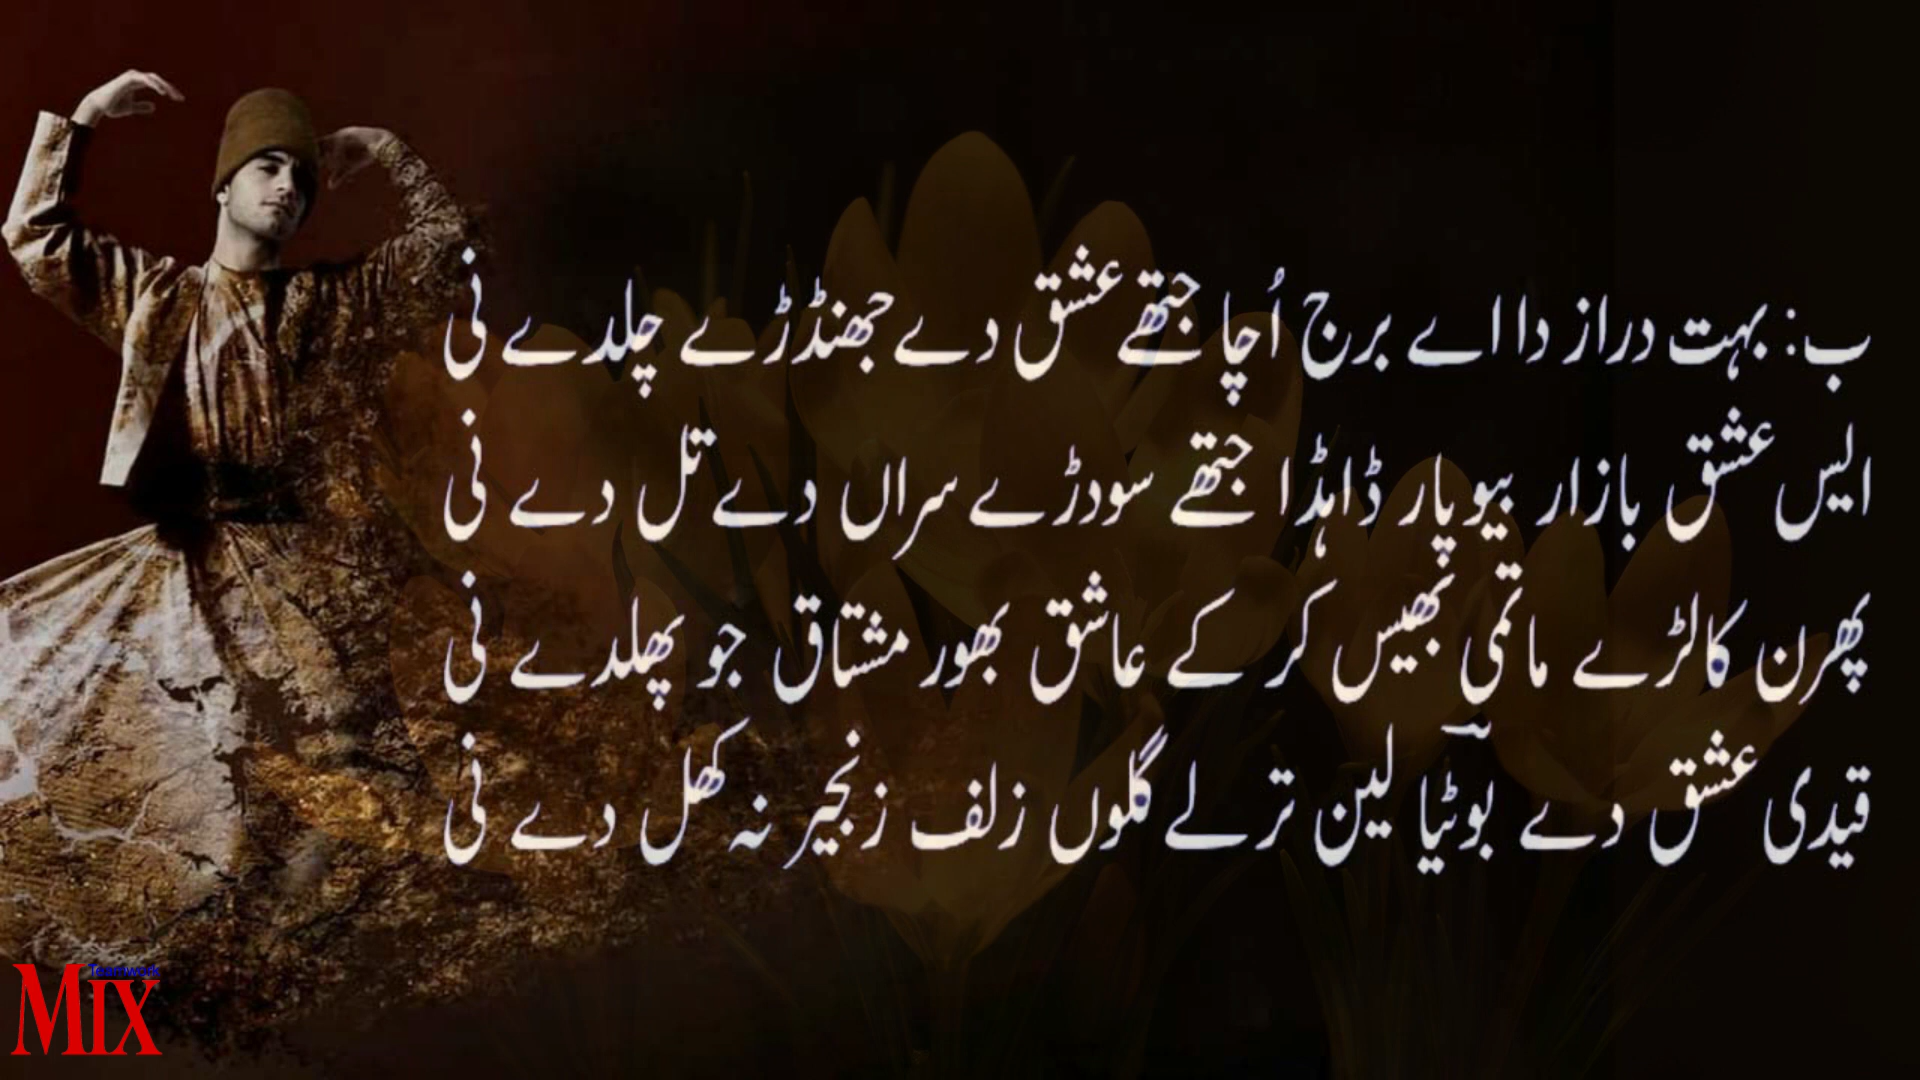 ب: بہت دراز دا اے برج اُچا جتھے عشق دے جھنڈڑے چلدے نی
ایس عشق بازار بیوپار ڈاہڈا جتھے سودڑے سراں دے تل دے نی
پھرن کالڑے ماتمی بھیس کر کے عاشق بھور مشتاق جو پھلدے نی
قیدی عشق دے بوٹیا لین ترلے گلوں زلف زنجیر نہ کھل دے نی
Teamwork
MIX